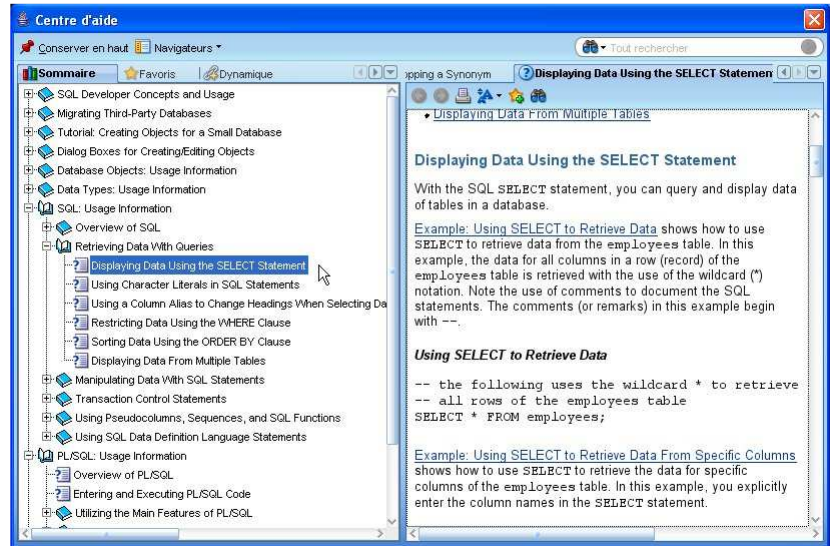 Centre d'aide
Conserver en haut Navigateurs
Tout rechercher
Sommaire Favoris Dynamique
SQL Developer Concepts and Usage
Migrating Third-Party Databases
Tutorial: Creating Objects for a Small Database
Dialog Boxes for Creating/Editing Objects
Database Objects: Usage Information
Data Types: Usage Information
SQL: Usage Information
Overview of SQL
Retrieving Data With Queries
Displaying Data Using the SELECT Statement
Using Character Literals in SQL Statements
Using a Column Alias to Change Headings When Selecting Da
Restricting Data Using the WHERE Clause
Sorting Data Using the ORDER BY Clause
Displaying Data From Multiple Tables
Manipulating Data With SQL Statements
Transaction Control Statements
Using Pseudocolumns, Sequences, and SQL Functions
Using SQL Data Definition Language Statements
PL/SQL: Usage Information
Overview of PL/SQL
Entering and Executing PL/SQL Code
Utilizing the Main Features of PL/SQL
pping a Synonym Displaying Data Using the SELECT Statemen
Displaying Data From Multiple Tables
Displaying Data Using the SELECT Statement
With the SQL SELECT statement, you can query and display data
of tables in a database.
Example: Using SELECT to Retrieve Data shows how to use
SELECT to retrieve data from the employees table. In this
example, the data for all columns in a row (record) of the
employees table is retrieved with the use of the wildcard (*)
notation. Note the use of comments to document the SQL
statements. The comments (or remarks) in this example begin
with --.
Using SELECT to Retrieve Data
-- the following uses the wildcard * to retrieve
-- all rows of the employees table
SELECT * FROM employees;
Example: Using SELECT to Retrieve Data From Specific Columns
shows how to use SELECT to retrieve the data for specific
columns of the employees table. In this example, you explicitly
enter the column names in the SELECT statement.